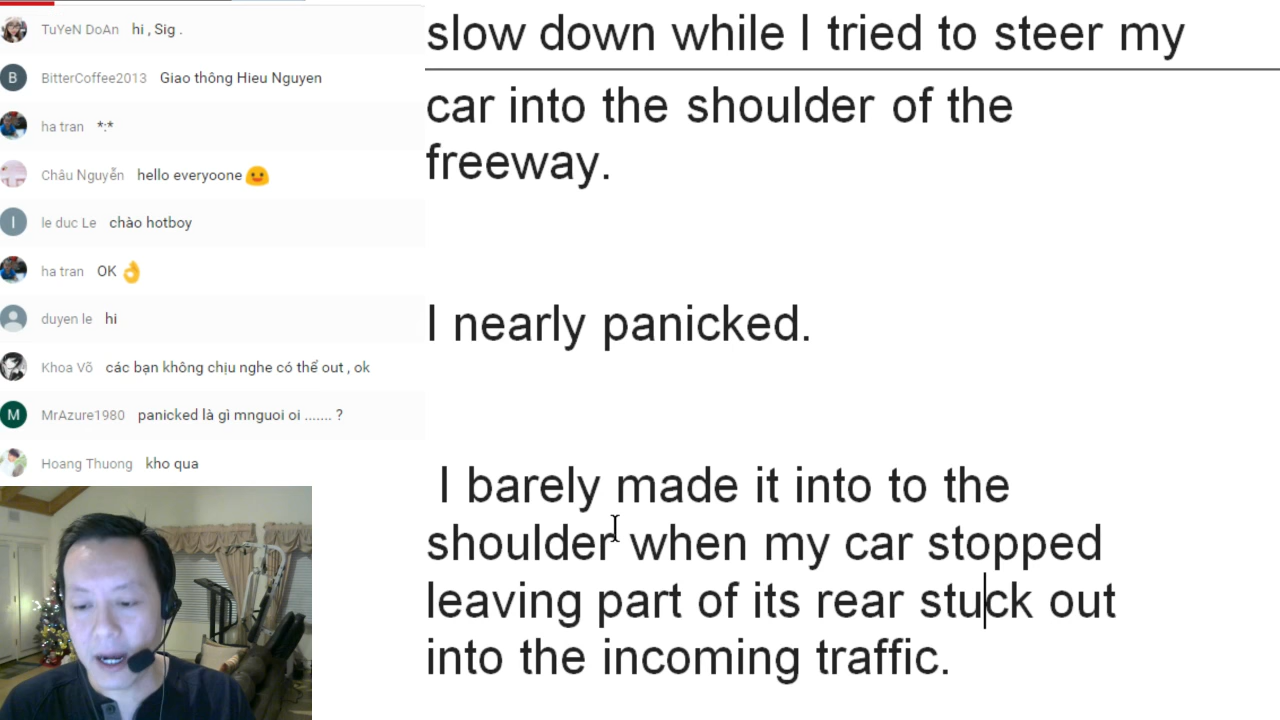 TuYeN DoAn hi , Sig .
BitterCoffee2013 Giao thông Hieu Nguyen
ha tran *:*
Châu Nguyễn hello everyoone
le duc Le chào hotboy
ha tran OK
duyen le hi
Khoa Võ các bạn không chịu nghe có thể out , ok
MrAzure1980 panicked là gì mnguoi oi ....... ?
Hoang Thuong kho qua
B
l
M
slow down while I tried to steer my
car into the shoulder of the
freeway.
I nearly panicked.
I barely made it into to the
shoulder when my car stopped
leaving part of its rear stuck out
into the incoming traffic.